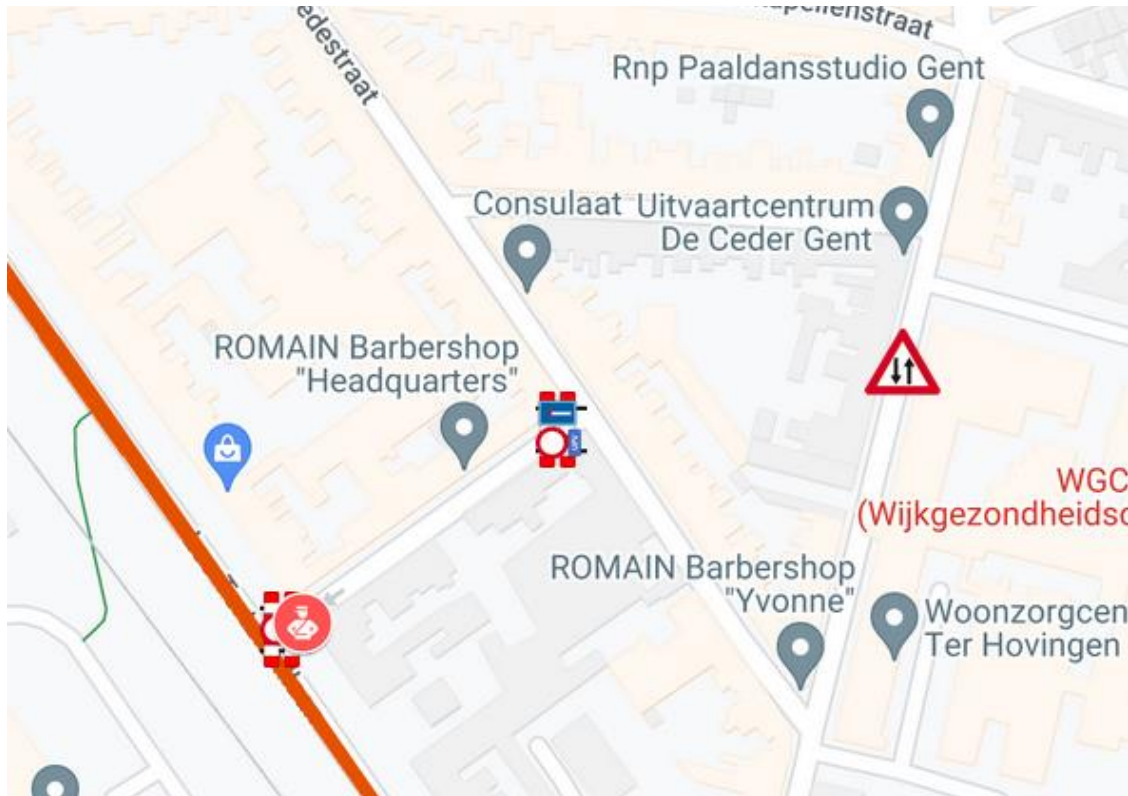 edestraat
apellenstraat
Rnp Paaldansstudio Gent
Consulaat
Uitvaartcentrum
De Ceder Gent
ROMAIN Barbershop
"Headquarters"
WGC
(Wijkgezondheidsc
ROMAIN Barbershop
"Yvonne"
Woonzorgcen
Ter Hovingen